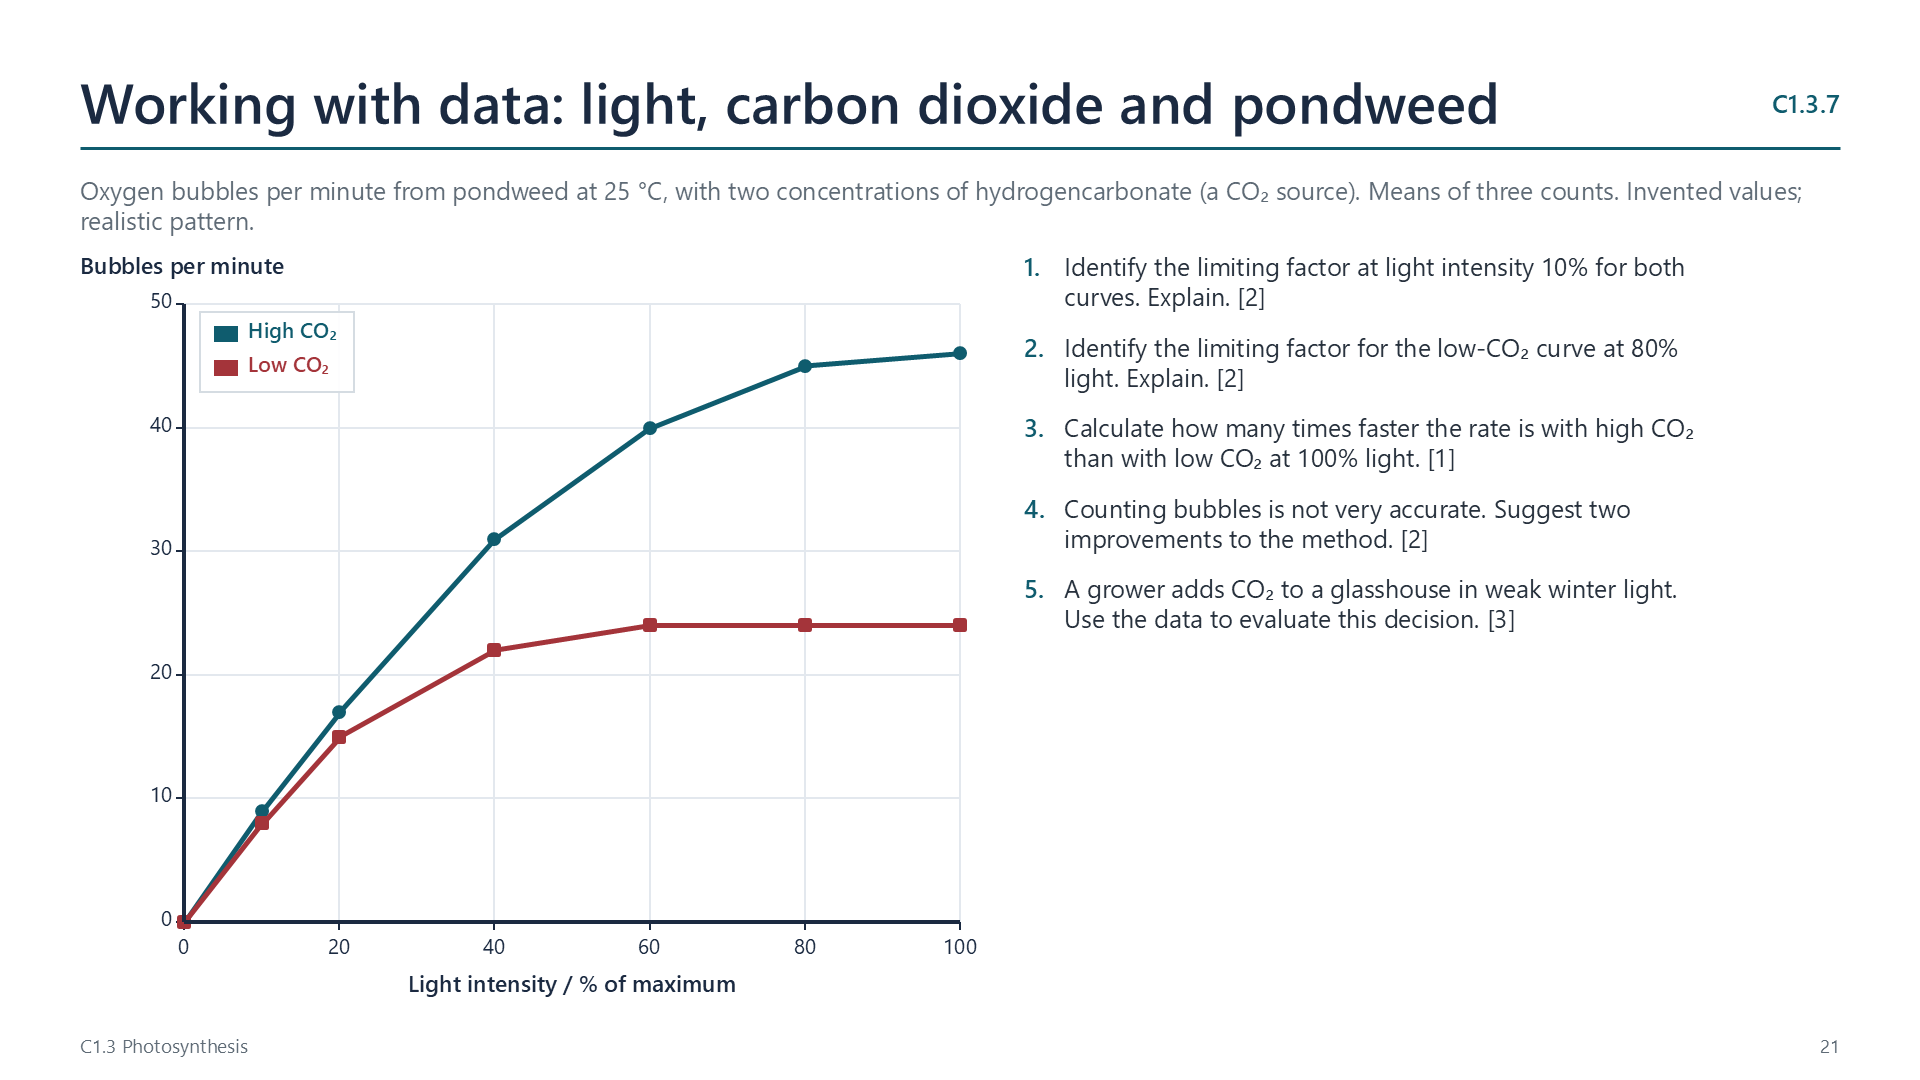 Working with data: light, carbon dioxide and pondweed
C1.3.7
Oxygen bubbles per minute from pondweed at 25 °C, with two concentrations of hydrogencarbonate (a CO₂ source). Means of three counts. Invented values;
realistic pattern.
Bubbles per minute
50
40
30
20
10
0
High CO₂
Low CO₂
0 20 40 60 80 100
Light intensity / % of maximum
1. Identify the limiting factor at light intensity 10% for both
curves. Explain. [2]
2. Identify the limiting factor for the low-CO₂ curve at 80%
light. Explain. [2]
3. Calculate how many times faster the rate is with high CO₂
than with low CO₂ at 100% light. [1]
4. Counting bubbles is not very accurate. Suggest two
improvements to the method. [2]
5. A grower adds CO₂ to a glasshouse in weak winter light.
Use the data to evaluate this decision. [3]
C1.3 Photosynthesis
21